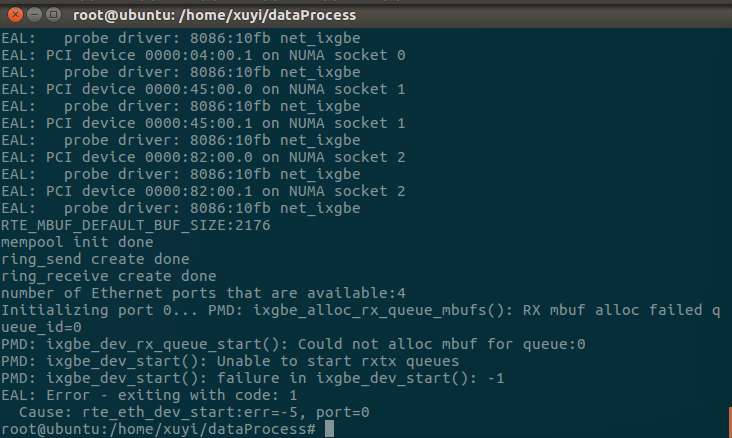 root@ubuntu: /home/xuyi/dataProcess
EAL:   probe driver: 8086:10fb net_ixgbe
EAL: PCI device 0000:04:00.1 on NUMA socket 0
EAL:   probe driver: 8086:10fb net_ixgbe
EAL: PCI device 0000:45:00.0 on NUMA socket 1
EAL:   probe driver: 8086:10fb net_ixgbe
EAL: PCI device 0000:45:00.1 on NUMA socket 1
EAL:   probe driver: 8086:10fb net_ixgbe
EAL: PCI device 0000:82:00.0 on NUMA socket 2
EAL:   probe driver: 8086:10fb net_ixgbe
EAL: PCI device 0000:82:00.1 on NUMA socket 2
EAL:   probe driver: 8086:10fb net_ixgbe
RTE_MBUF_DEFAULT_BUF_SIZE:2176
mempool init done
ring_send create done
ring_receive create done
number of Ethernet ports that are available:4
Initializing port 0... PMD: ixgbe_alloc_rx_queue_mbufs(): RX mbuf alloc failed q
ueue_id=0
PMD: ixgbe_dev_rx_queue_start(): Could not alloc mbuf for queue:0
PMD: ixgbe_dev_start(): Unable to start rxtx queues
PMD: ixgbe_dev_start(): failure in ixgbe_dev_start(): -1
EAL: Error - exiting with code: 1
  Cause: rte_eth_dev_start:err=-5, port=0
root@ubuntu:/home/xuyi/dataProcess#